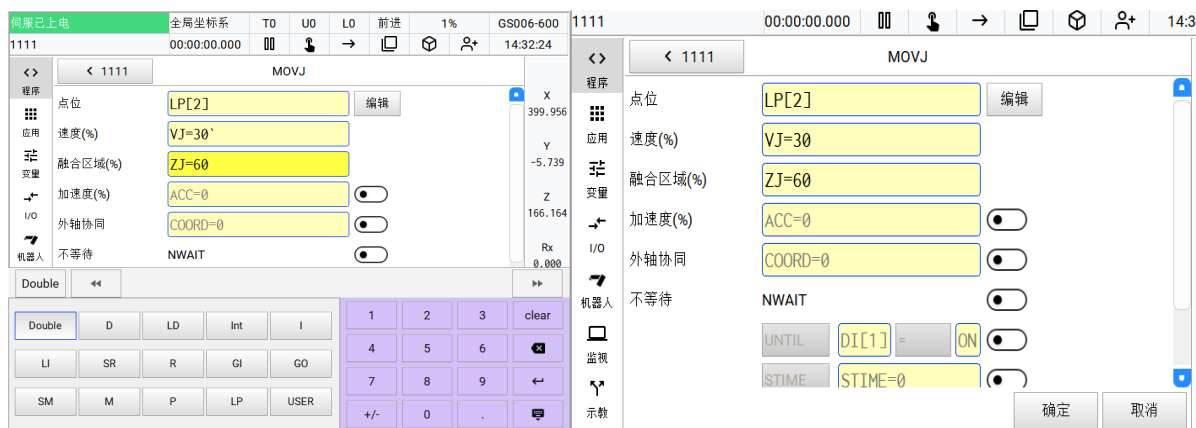 伺服已上电 全局坐标系 T0 U0 L0 前进 1% GS006-600
1111 00:00:00.000 14:32:24
< 1111 MOVJ
程序
应用
变量
I/O
机器人
点位 LP[2] 编辑
速度(%) VJ=30`
融合区域(%) ZJ=60
加速度(%) ACC=0
外轴协同 COORD=0
不等待 NWAIT
X
399.956
Y
-5.739
Z
166.164
Rx
0.000
Double
Double D LD Int I
LI SR R GI GO
SM M P LP USER
1 2 3 clear
4 5 6
7 8 9
+/- 0 .
1111 00:00:00.000 14:3
< 1111 MOVJ
程序
应用
变量
I/O
机器人
监视
示教
点位 LP[2] 编辑
速度(%) VJ=30
融合区域(%) ZJ=60
加速度(%) ACC=0
外轴协同 COORD=0
不等待 NWAIT
UNTIL DI[1] = ON
STIME STIME=0
确定 取消